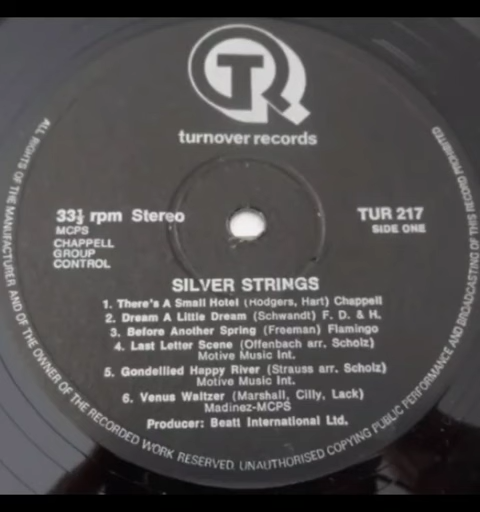 TR
turnover records
33⅓ rpm Stereo
MCPS
CHAPPELL
GROUP
CONTROL
TUR 217
SIDE ONE
SILVER STRINGS
1. There's A Small Hotel (Hodgers, Hart) Chappell
2. Dream A Little Dream (Schwandt) F. D. & H.
3. Before Another Spring (Freeman) Flamingo
4. Last Letter Scene (Offenbach arr. Scholz)
Motive Music Int.
5. Gondellied Happy River (Strauss arr. Scholz)
Motive Music Int.
6. Venus Waltzer (Marshall, Cilly, Lack)
Madinez-MCPS
Producer: Beatt International Ltd.
ALL RIGHTS OF THE MANUFACTURER AND OF THE OWNER OF THE RECORDED WORK RESERVED. UNAUTHORISED COPYING PUBLIC PERFORMANCE AND BROADCASTING OF THIS RECORD PROHIBITED